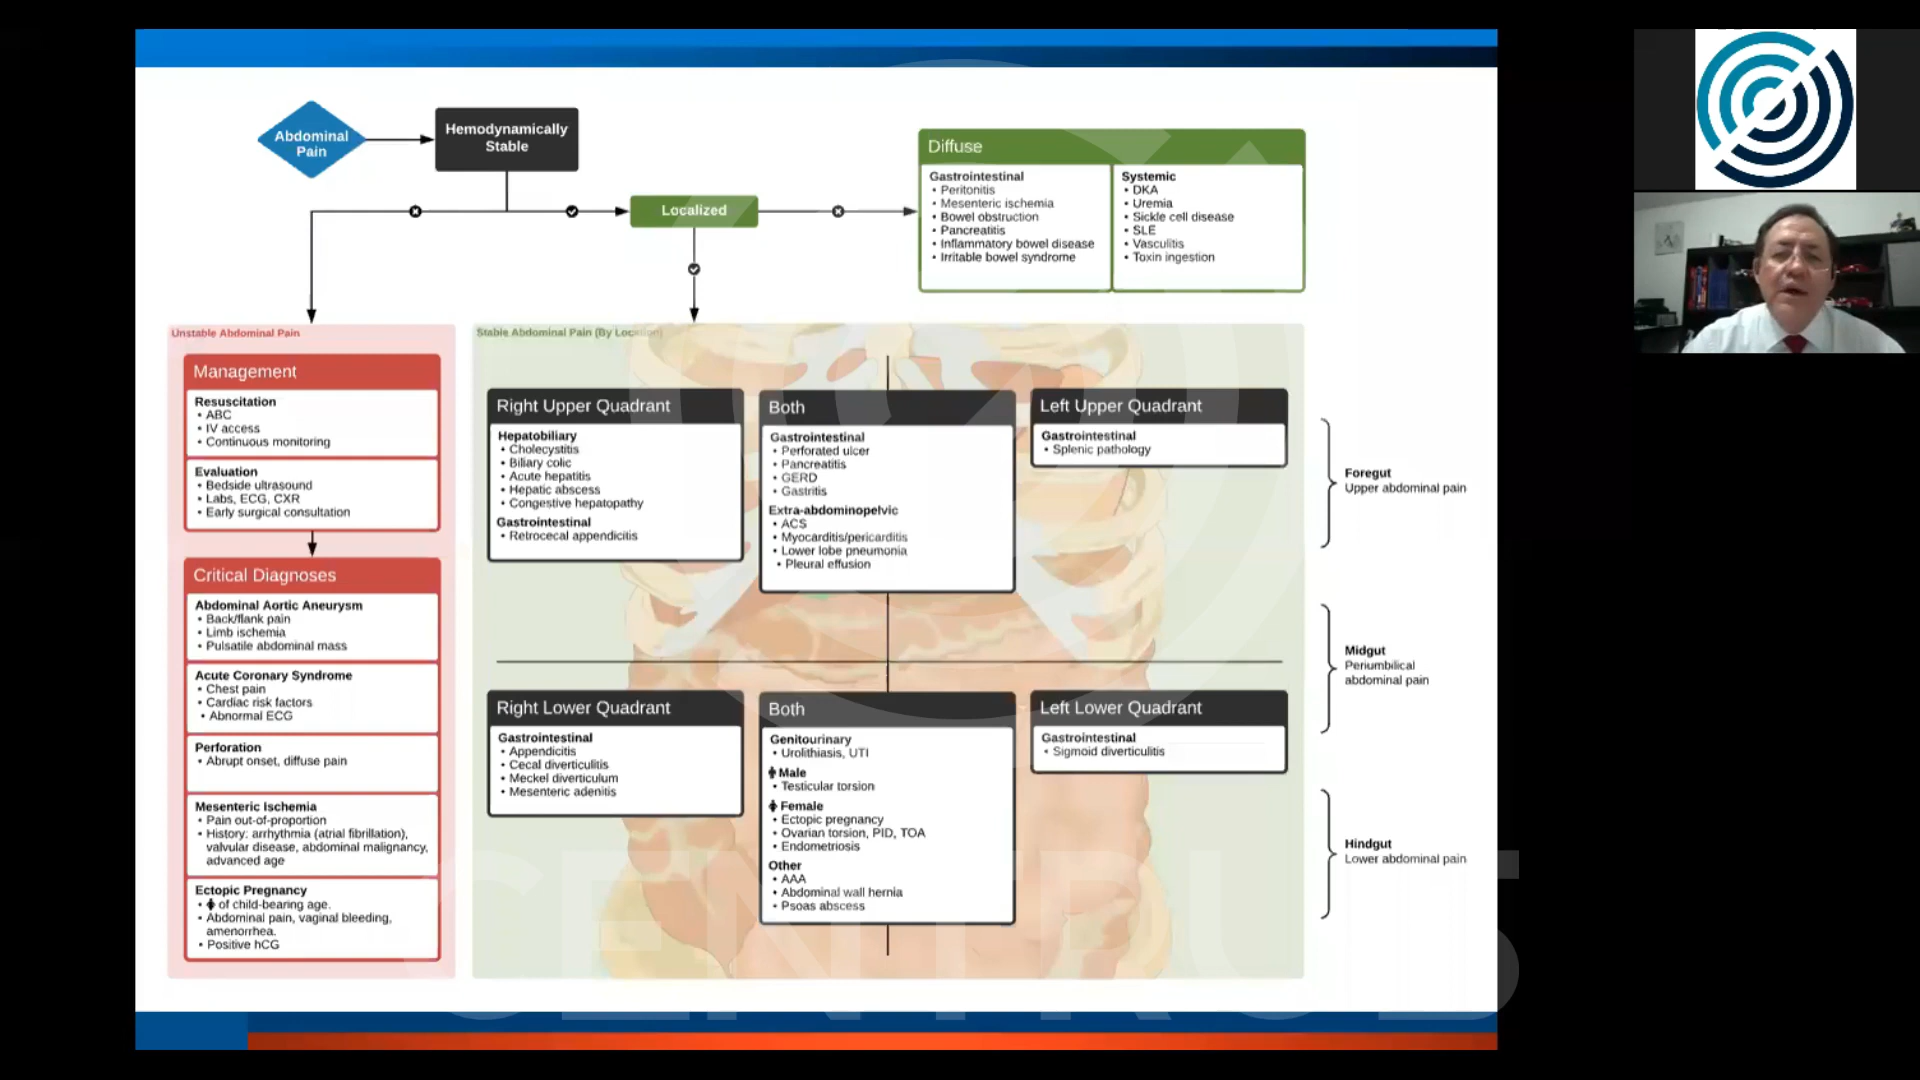 Abdominal
Pain
Hemodynamically
Stable
Localized
Diffuse
Gastrointestinal
• Peritonitis
• Mesenteric ischemia
• Bowel obstruction
• Pancreatitis
• Inflammatory bowel disease
• Irritable bowel syndrome
Systemic
• DKA
• Uremia
• Sickle cell disease
• SLE
• Vasculitis
• Toxin ingestion
Unstable Abdominal Pain
Management
Resuscitation
• ABC
• IV access
• Continuous monitoring
Evaluation
• Bedside ultrasound
• Labs, ECG, CXR
• Early surgical consultation
Critical Diagnoses
Abdominal Aortic Aneurysm
• Back/flank pain
• Limb ischemia
• Pulsatile abdominal mass
Acute Coronary Syndrome
• Chest pain
• Cardiac risk factors
• Abnormal ECG
Perforation
• Abrupt onset, diffuse pain
Mesenteric Ischemia
• Pain out-of-proportion
• History: arrhythmia (atrial fibrillation),
valvular disease, abdominal malignancy,
advanced age
Ectopic Pregnancy
• of child-bearing age.
• Abdominal pain, vaginal bleeding,
amenorrhea.
• Positive hCG
Stable Abdominal Pain (By Location)
Right Upper Quadrant
Hepatobiliary
• Cholecystitis
• Biliary colic
• Acute hepatitis
• Hepatic abscess
• Congestive hepatopathy
Gastrointestinal
• Retrocecal appendicitis
Both
Gastrointestinal
• Perforated ulcer
• Pancreatitis
• GERD
• Gastritis
Extra-abdominopelvic
• ACS
• Myocarditis/pericarditis
• Lower lobe pneumonia
• Pleural effusion
Left Upper Quadrant
Gastrointestinal
• Splenic pathology
Right Lower Quadrant
Gastrointestinal
• Appendicitis
• Cecal diverticulitis
• Meckel diverticulum
• Mesenteric adenitis
Both
Genitourinary
• Urolithiasis, UTI
Male
• Testicular torsion
Female
• Ectopic pregnancy
• Ovarian torsion, PID, TOA
• Endometriosis
Other
• AAA
• Abdominal wall hernia
• Psoas abscess
Left Lower Quadrant
Gastrointestinal
• Sigmoid diverticulitis
Foregut
Upper abdominal pain
Midgut
Periumbilical
abdominal pain
Hindgut
Lower abdominal pain